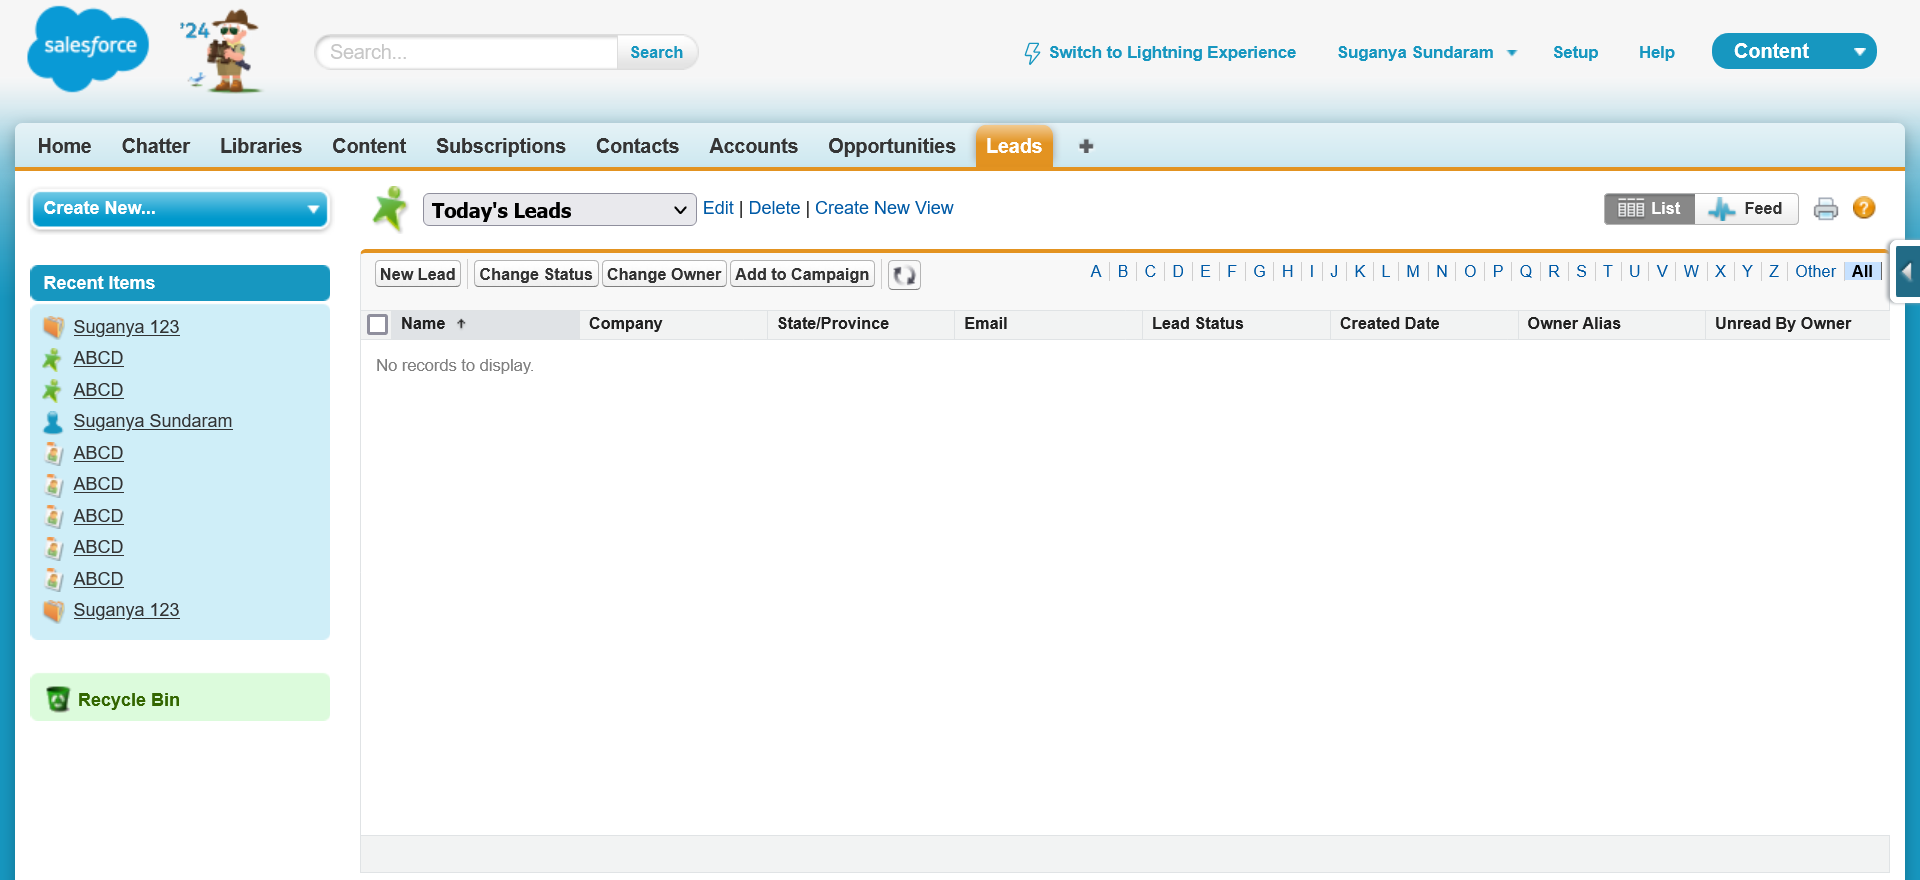 salesforce
'24
Search...
Search
Switch to Lightning Experience
Suganya Sundaram
Setup
Help
Content
Home
Chatter
Libraries
Content
Subscriptions
Contacts
Accounts
Opportunities
Leads
Create New...
Today's Leads
Edit | Delete | Create New View
List
Feed
?
Recent Items
Suganya 123
ABCD
ABCD
Suganya Sundaram
ABCD
ABCD
ABCD
ABCD
ABCD
Suganya 123
Recycle Bin
New Lead
Change Status
Change Owner
Add to Campaign
A B C D E F G H I J K L M N O P Q R S T U V W X Y Z Other All
Name
Company
State/Province
Email
Lead Status
Created Date
Owner Alias
Unread By Owner
No records to display.